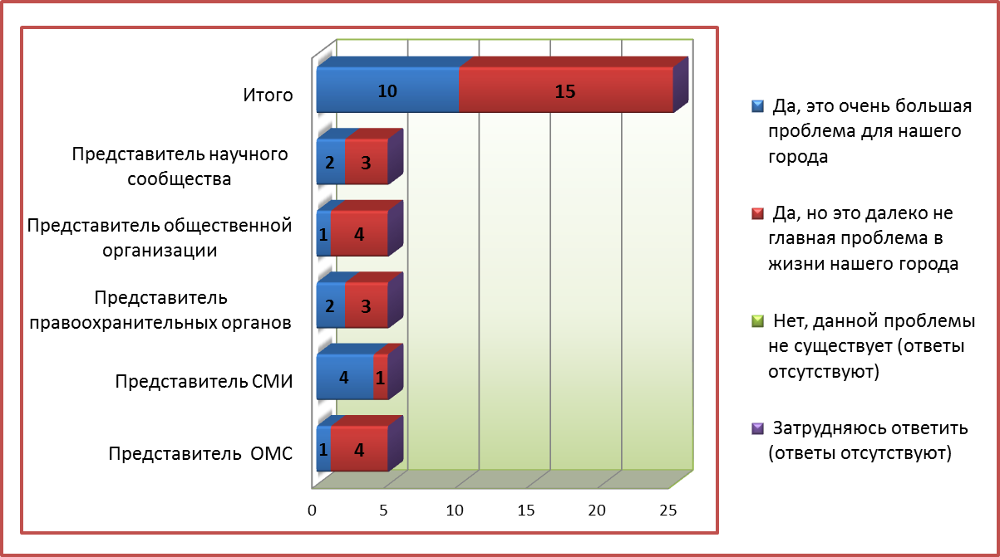 Итого
10
15
Представитель научного
сообщества
2
3
Представитель общественной
организации
1
4
Представитель
правоохранительных органов
2
3
Представитель СМИ
4
1
Представитель ОМС
1
4
0
5
10
15
20
25
Да, это очень большая
проблема для нашего
города
Да, но это далеко не
главная проблема в
жизни нашего города
Нет, данной проблемы
не существует (ответы
отсутствуют)
Затрудняюсь ответить
(ответы отсутствуют)